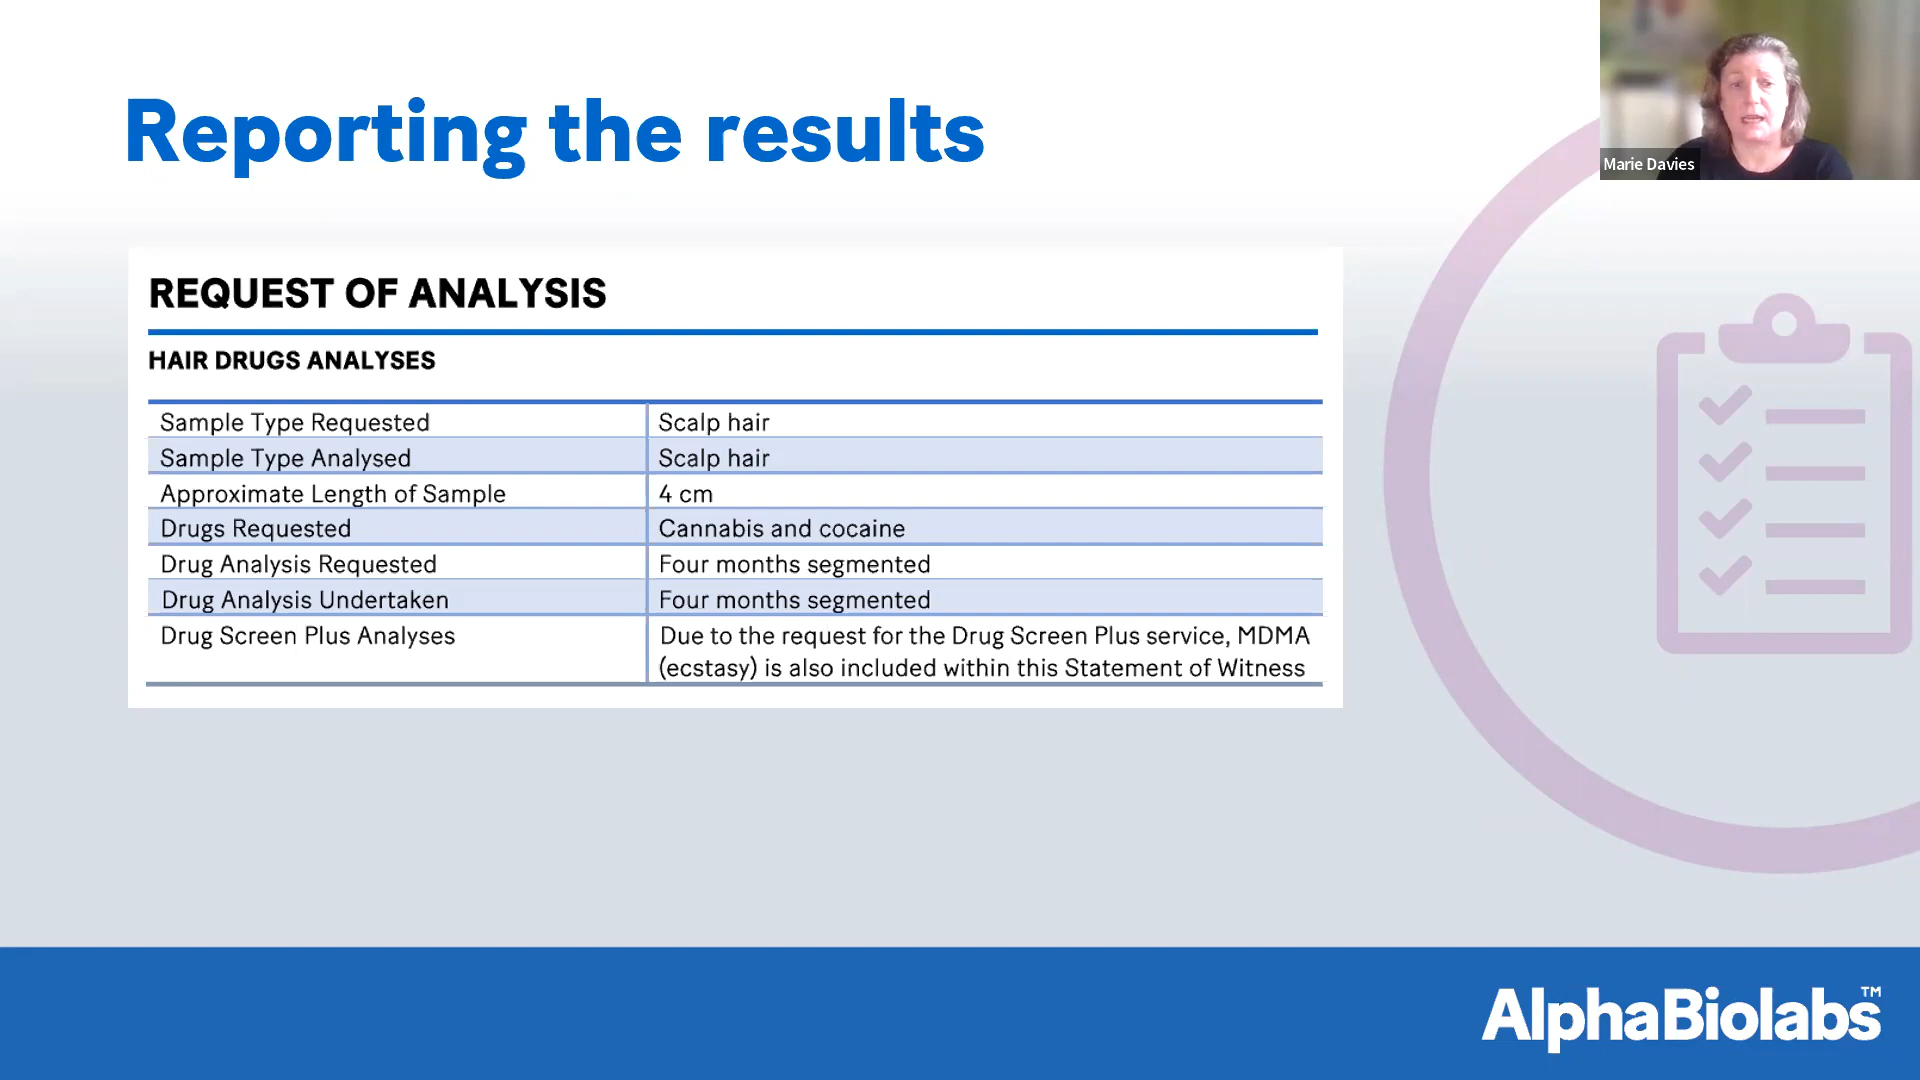 Reporting the results
Marie Davies
REQUEST OF ANALYSIS
HAIR DRUGS ANALYSES
Sample Type Requested Scalp hair
Sample Type Analysed Scalp hair
Approximate Length of Sample 4 cm
Drugs Requested Cannabis and cocaine
Drug Analysis Requested Four months segmented
Drug Analysis Undertaken Four months segmented
Drug Screen Plus Analyses Due to the request for the Drug Screen Plus service, MDMA
(ecstasy) is also included within this Statement of Witness
AlphaBiolabs™